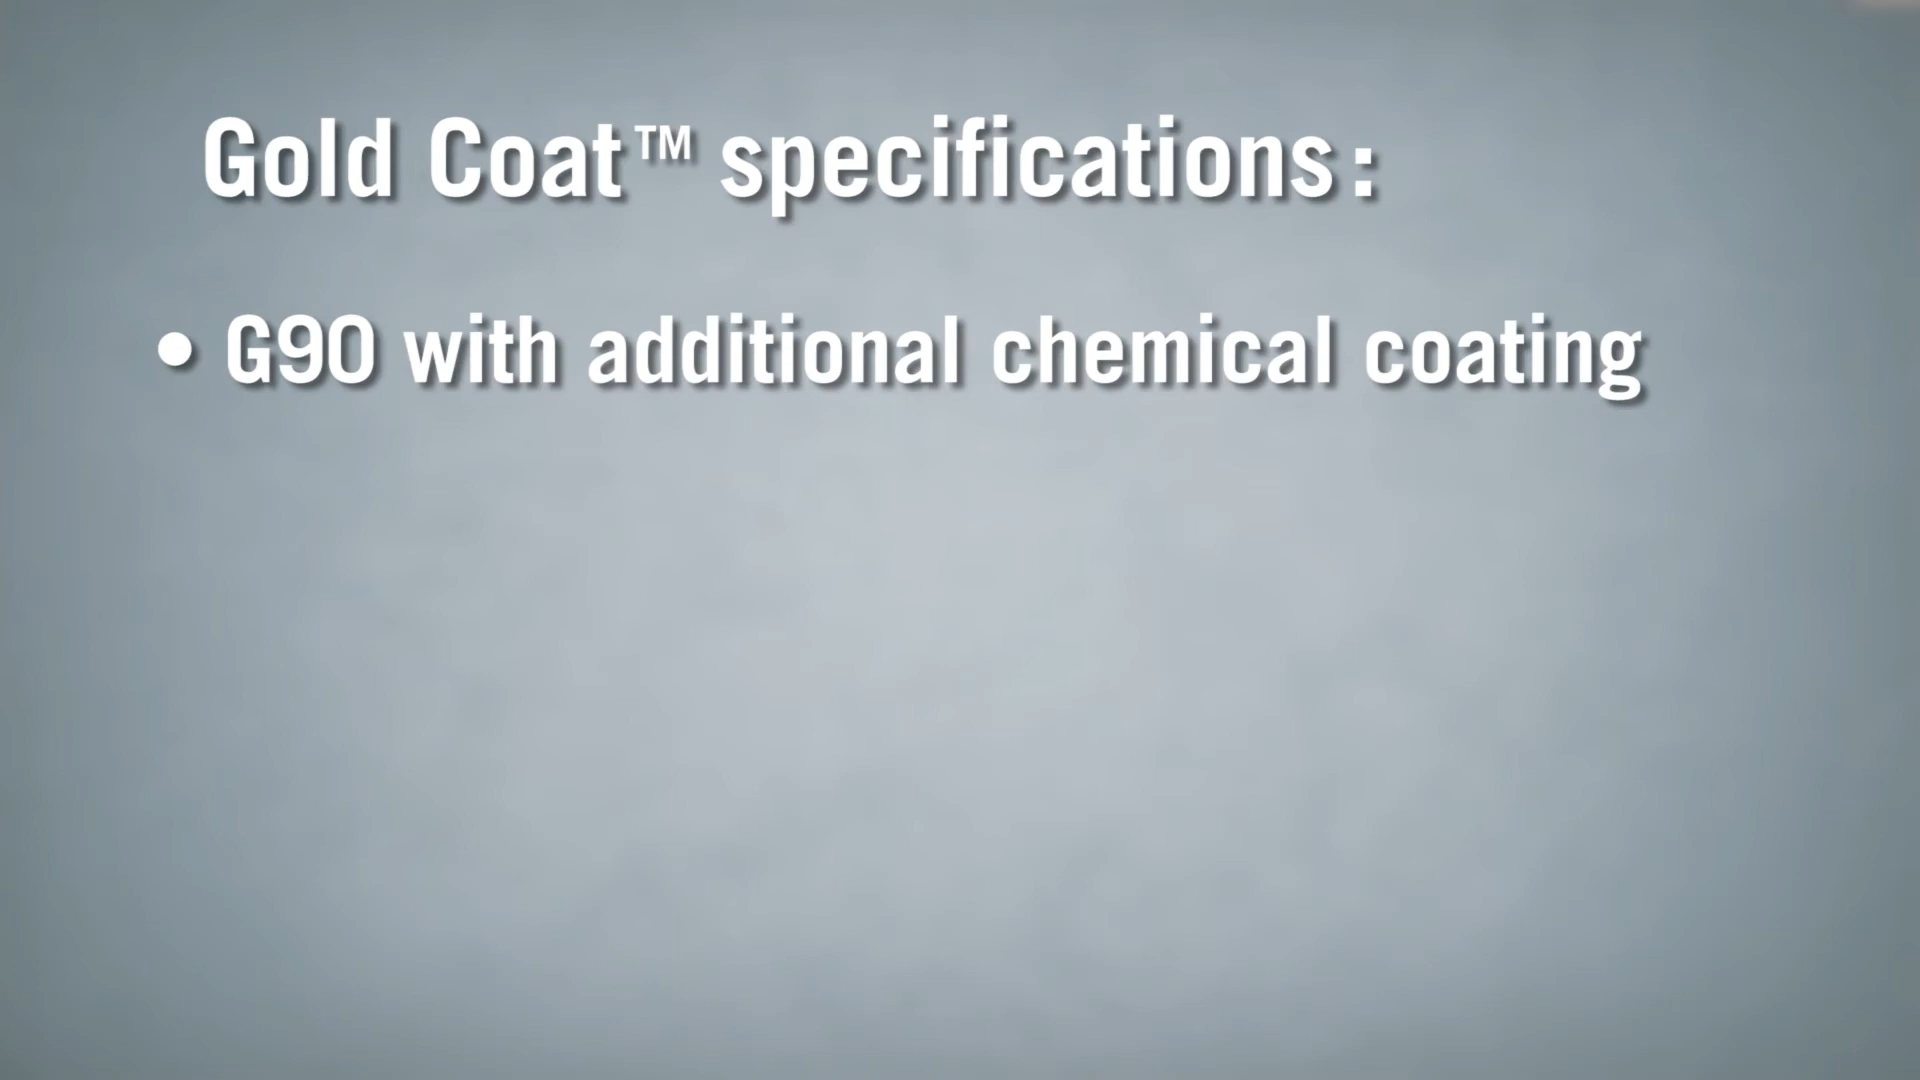 Gold Coat™ specifications:
• G90 with additional chemical coating